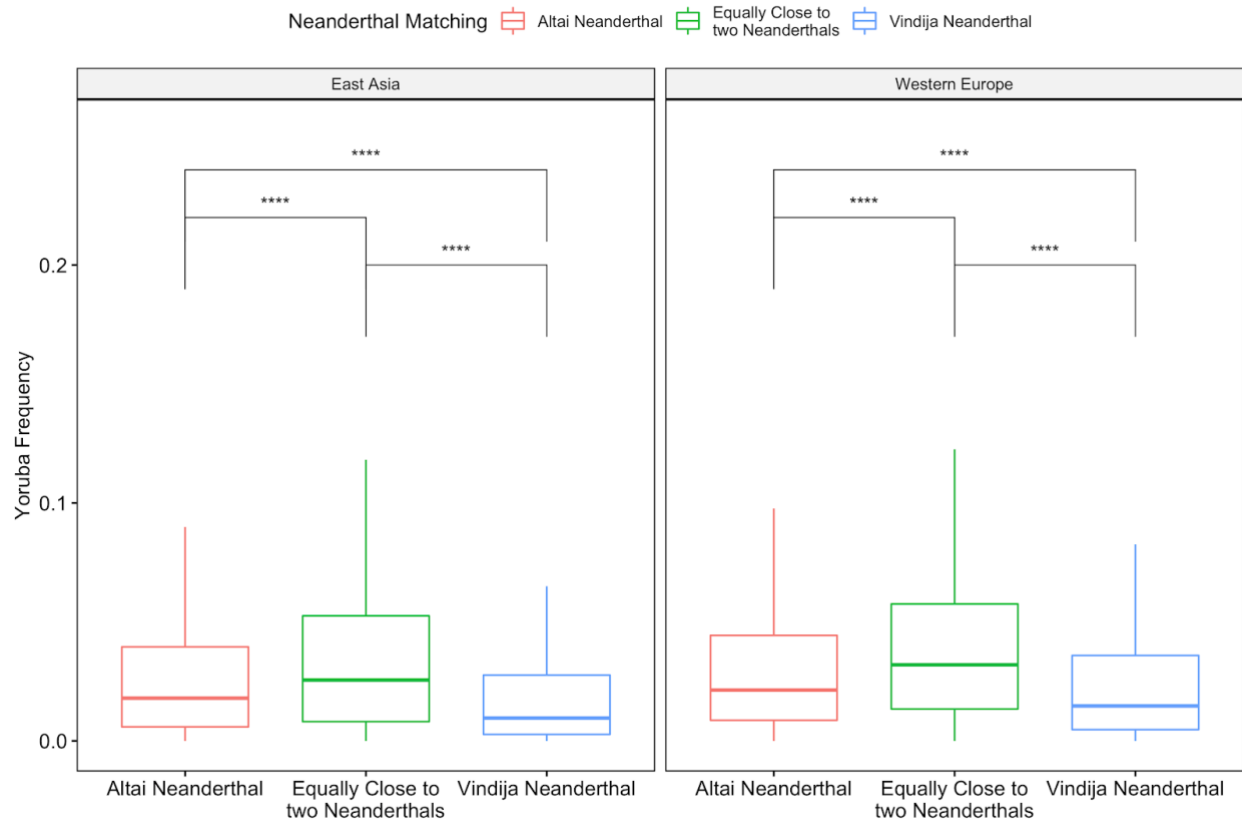 Neanderthal Matching
Altai Neanderthal
Equally Close to
two Neanderthals
Vindija Neanderthal
East Asia
Western Europe
****
****
****
****
****
****
Yoruba Frequency
0.2
0.1
0.0
Altai Neanderthal
Equally Close to
two Neanderthals
Vindija Neanderthal
Altai Neanderthal
Equally Close to
two Neanderthals
Vindija Neanderthal